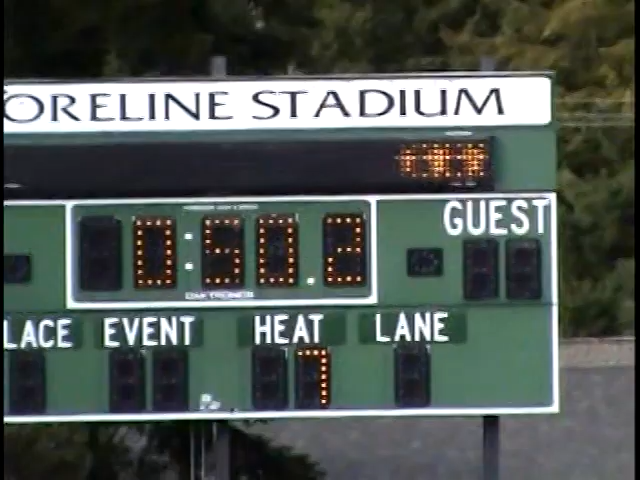 ORELINE STADIUM
0:50.2
GUEST
LACE EVENT HEAT LANE
7